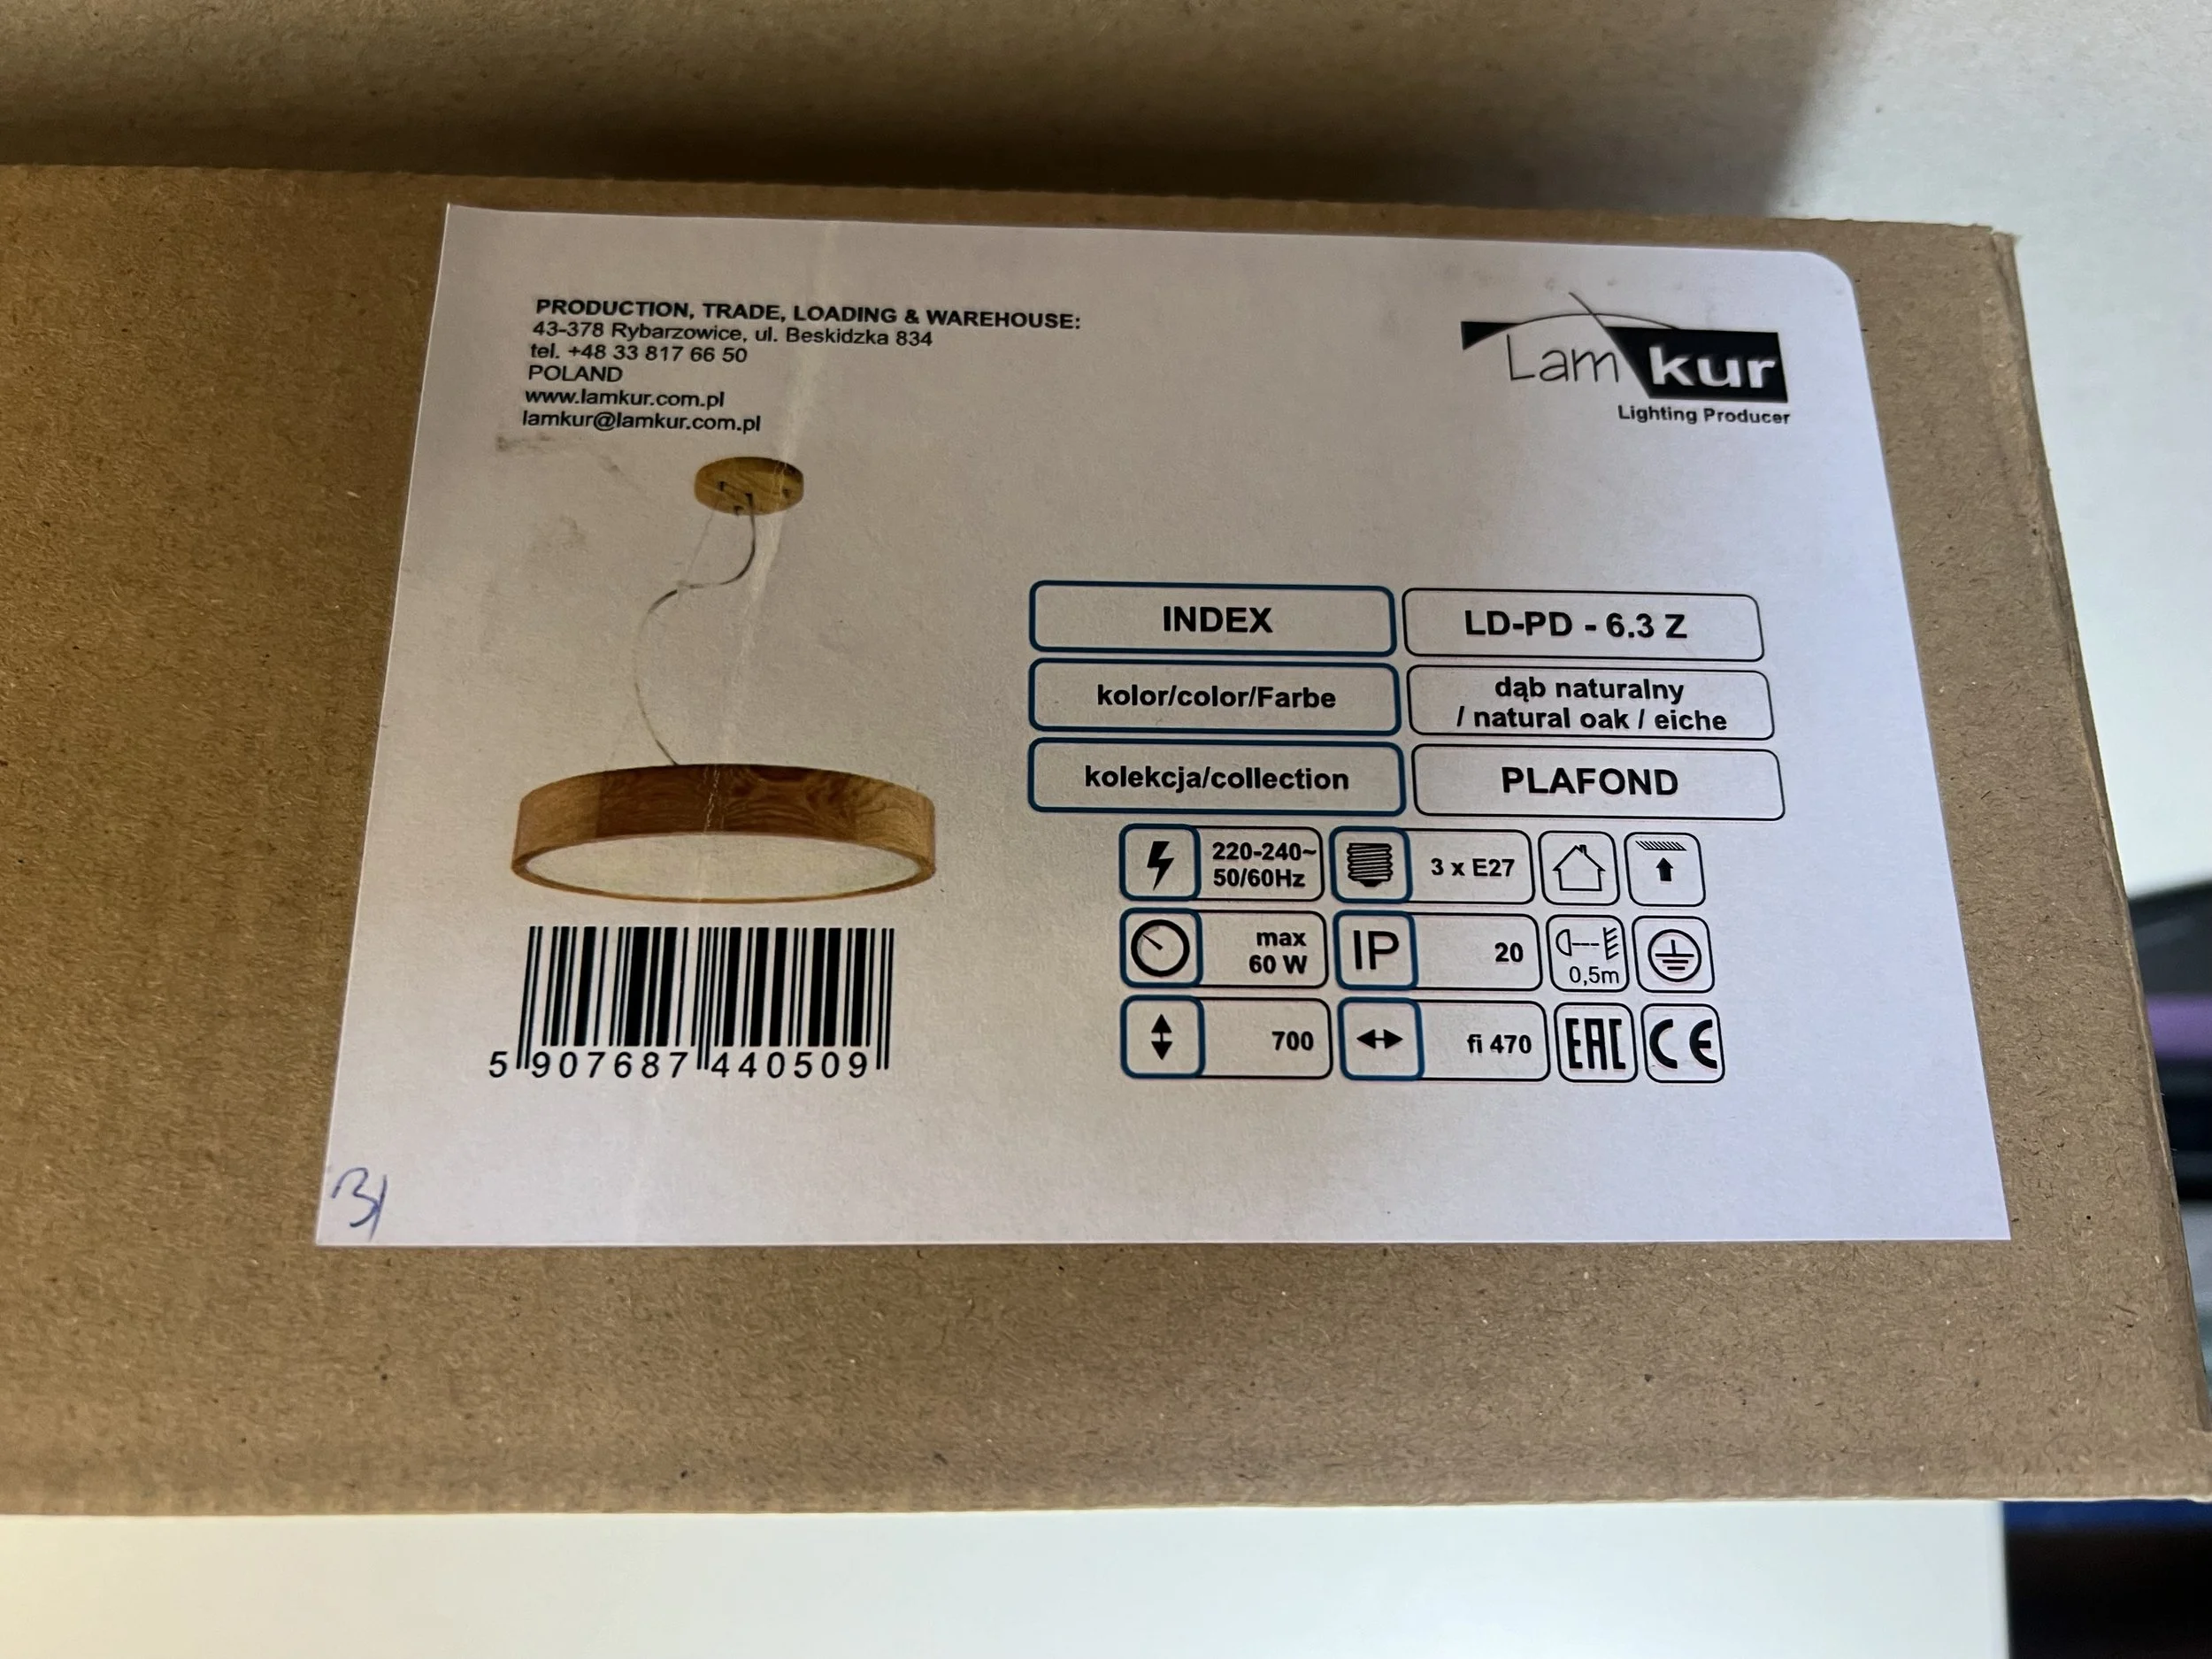 PRODUCTION, TRADE, LOADING & WAREHOUSE:
43-378 Rybarzowice, ul. Beskidzka 834
tel. +48 33 817 66 50
POLAND
www.lamkur.com.pl
lamkur@lamkur.com.pl
Lam kur
Lighting Producer
INDEX LD-PD - 6.3 Z
kolor/color/Farbe dąb naturalny
/ natural oak / eiche
kolekcja/collection PLAFOND
220-240~
50/60Hz
3 x E27
max
60 W
IP 20
0,5m
700
fi 470
EAC CE
5 907687 440509